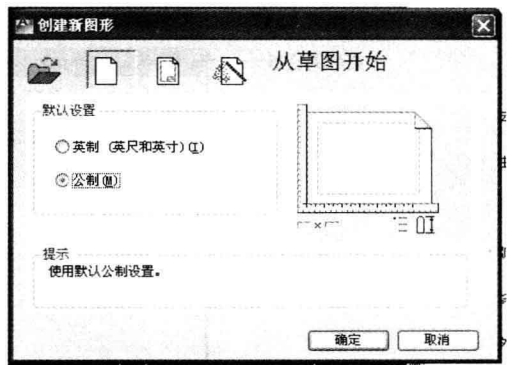 创建新图形
从草图开始
默认设置
英制 (英尺和英寸)(I)
公制(M)
提示
使用默认公制设置。
确定
取消